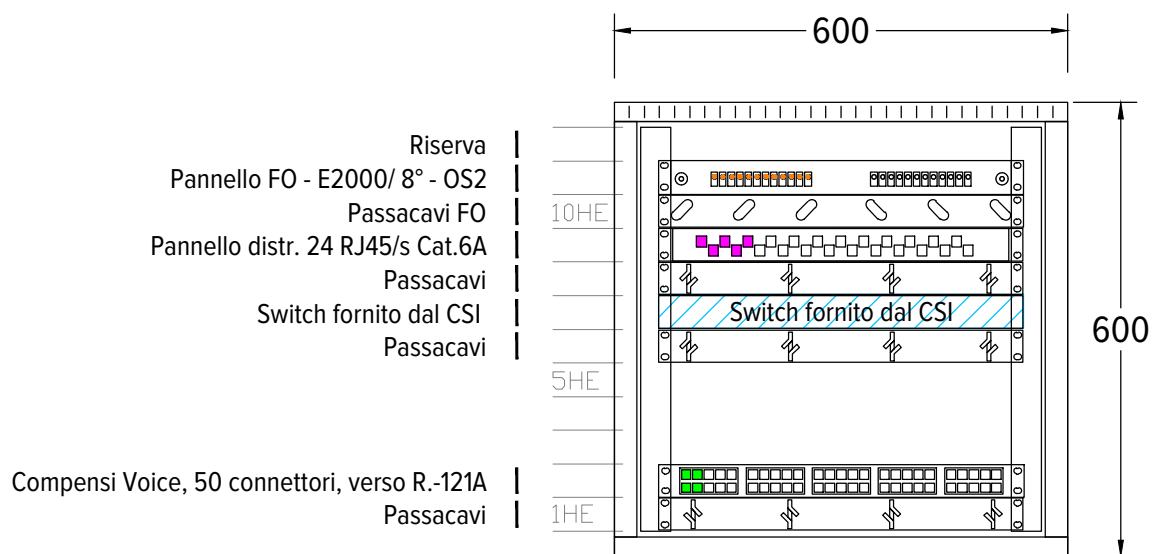 600
Riserva
Pannello FO - E2000/ 8° - OS2
Passacavi FO
10HE
Pannello distr. 24 RJ45/s Cat.6A
Passacavi
Switch fornito dal CSI
Switch fornito dal CSI
600
Passacavi
5HE
Compensi Voice, 50 connettori, verso R.-121A
Passacavi
1HE